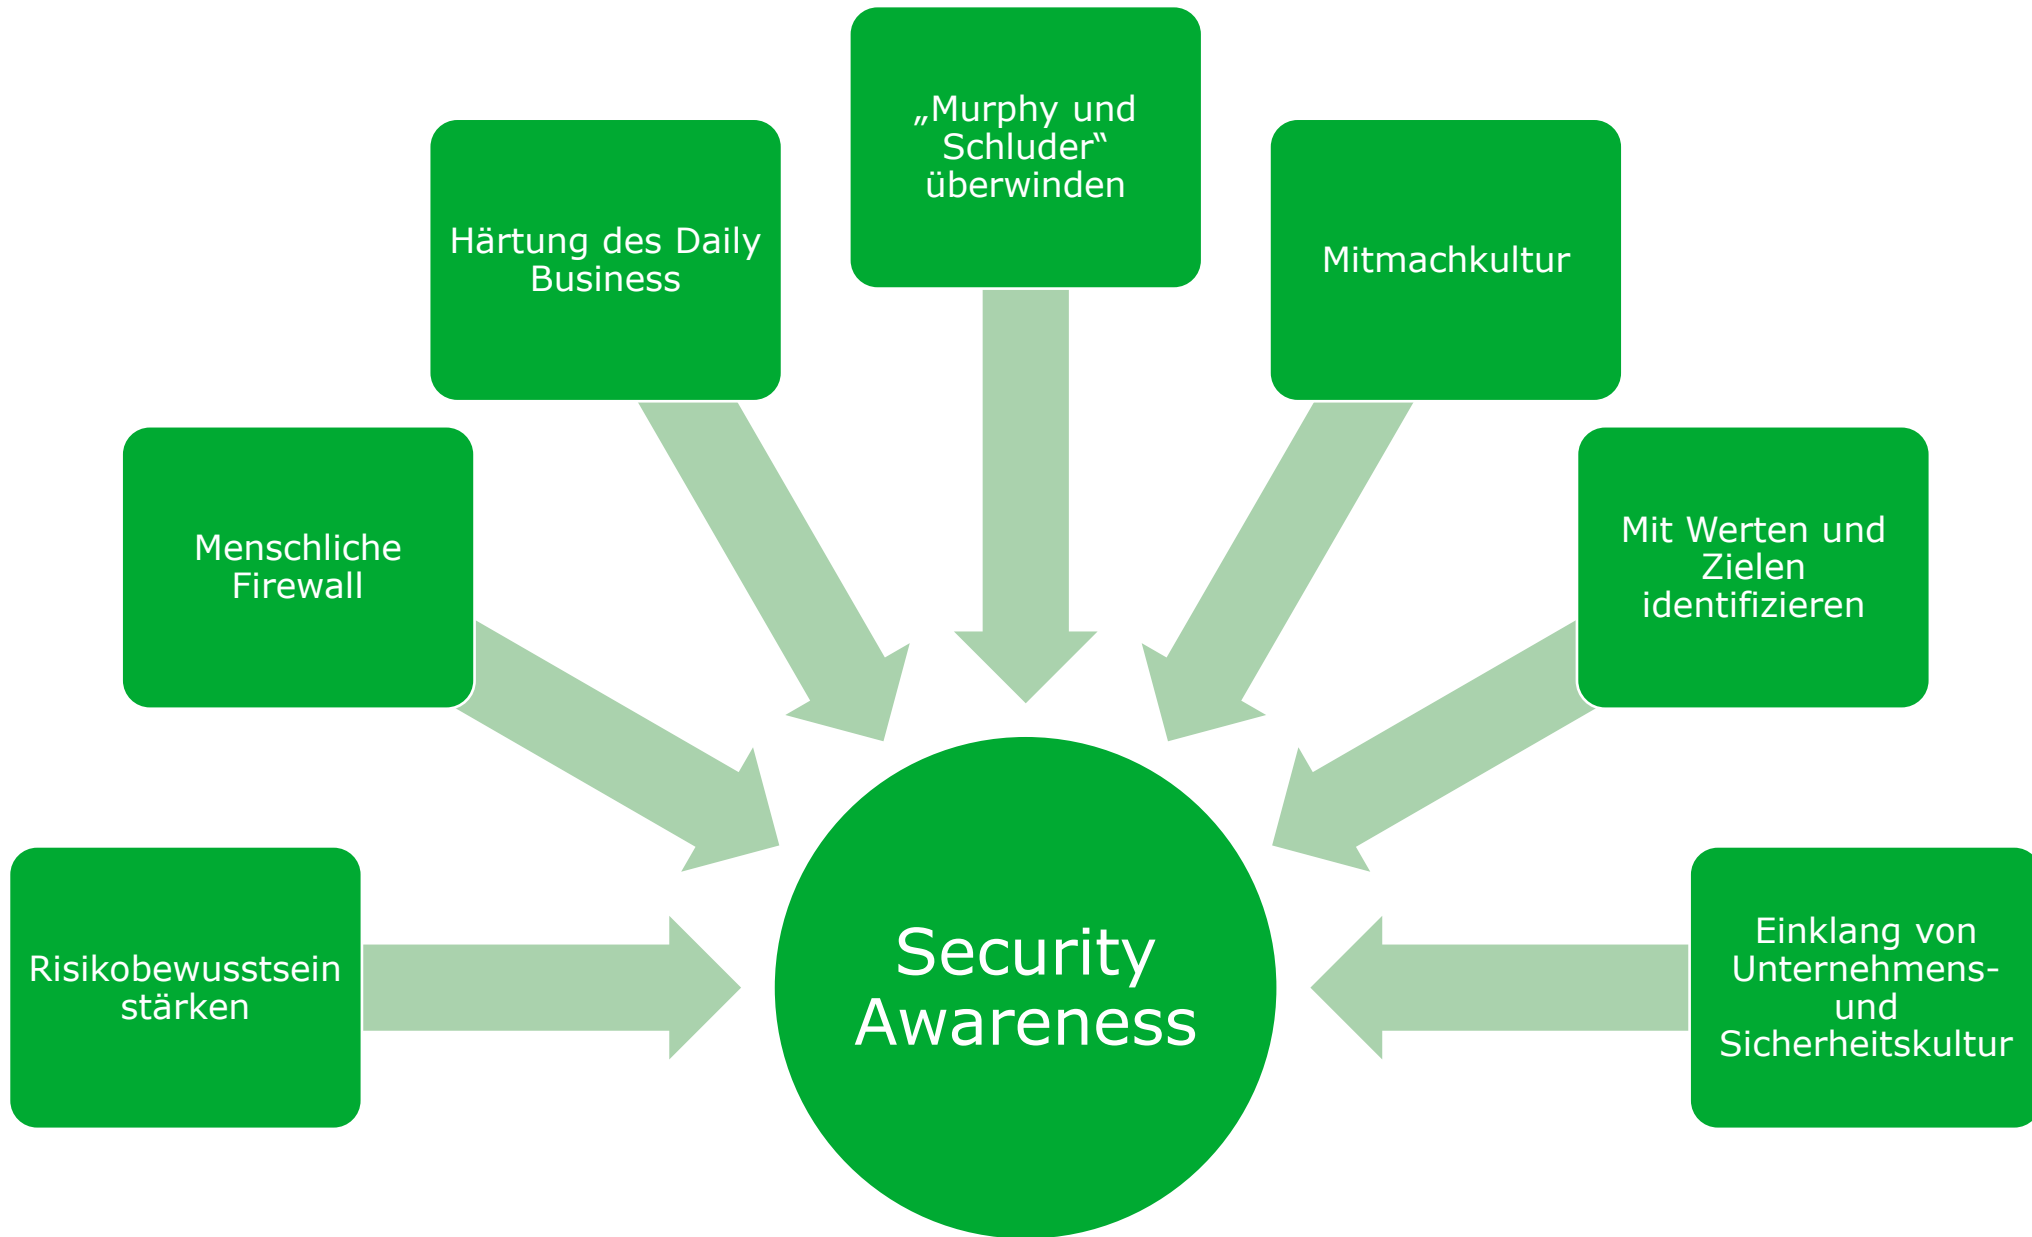 „Murphy und
Schluder“
überwinden
Härtung des Daily
Business
Mitmachkultur
Menschliche
Firewall
Mit Werten und
Zielen
identifizieren
Risikobewusstsein
stärken
Security
Awareness
Einklang von
Unternehmens-
und
Sicherheitskultur